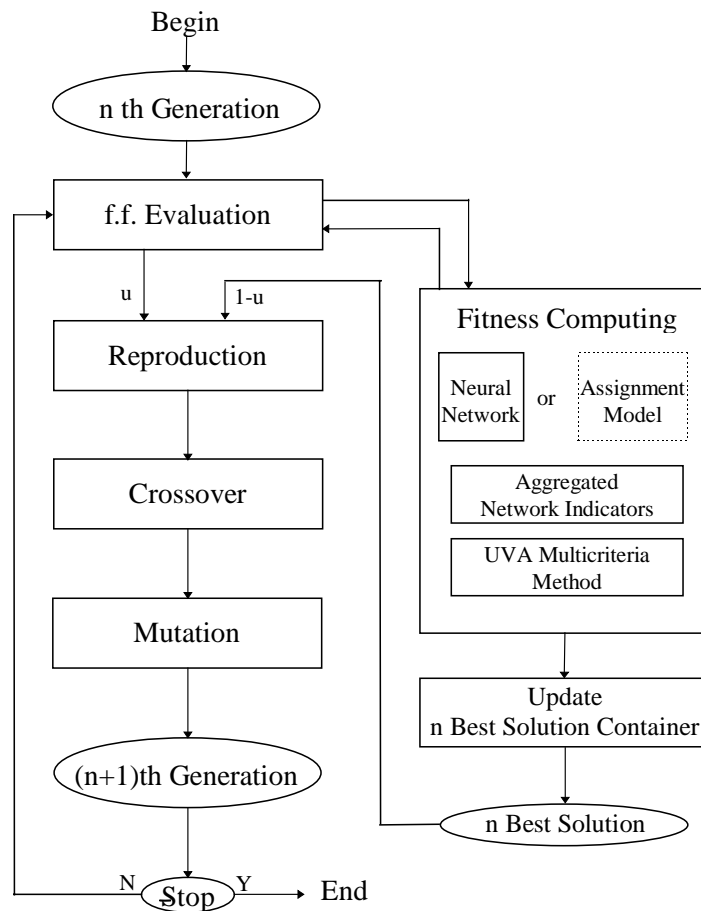 Begin
n th Generation
f.f. Evaluation
u
1-u
Reproduction
Crossover
Mutation
(n+1)th Generation
N
Stop
Y
End
Fitness Computing
Neural
Network
or
Assignment
Model
Aggregated
Network Indicators
UVA Multicriteria
Method
Update
n Best Solution Container
n Best Solution